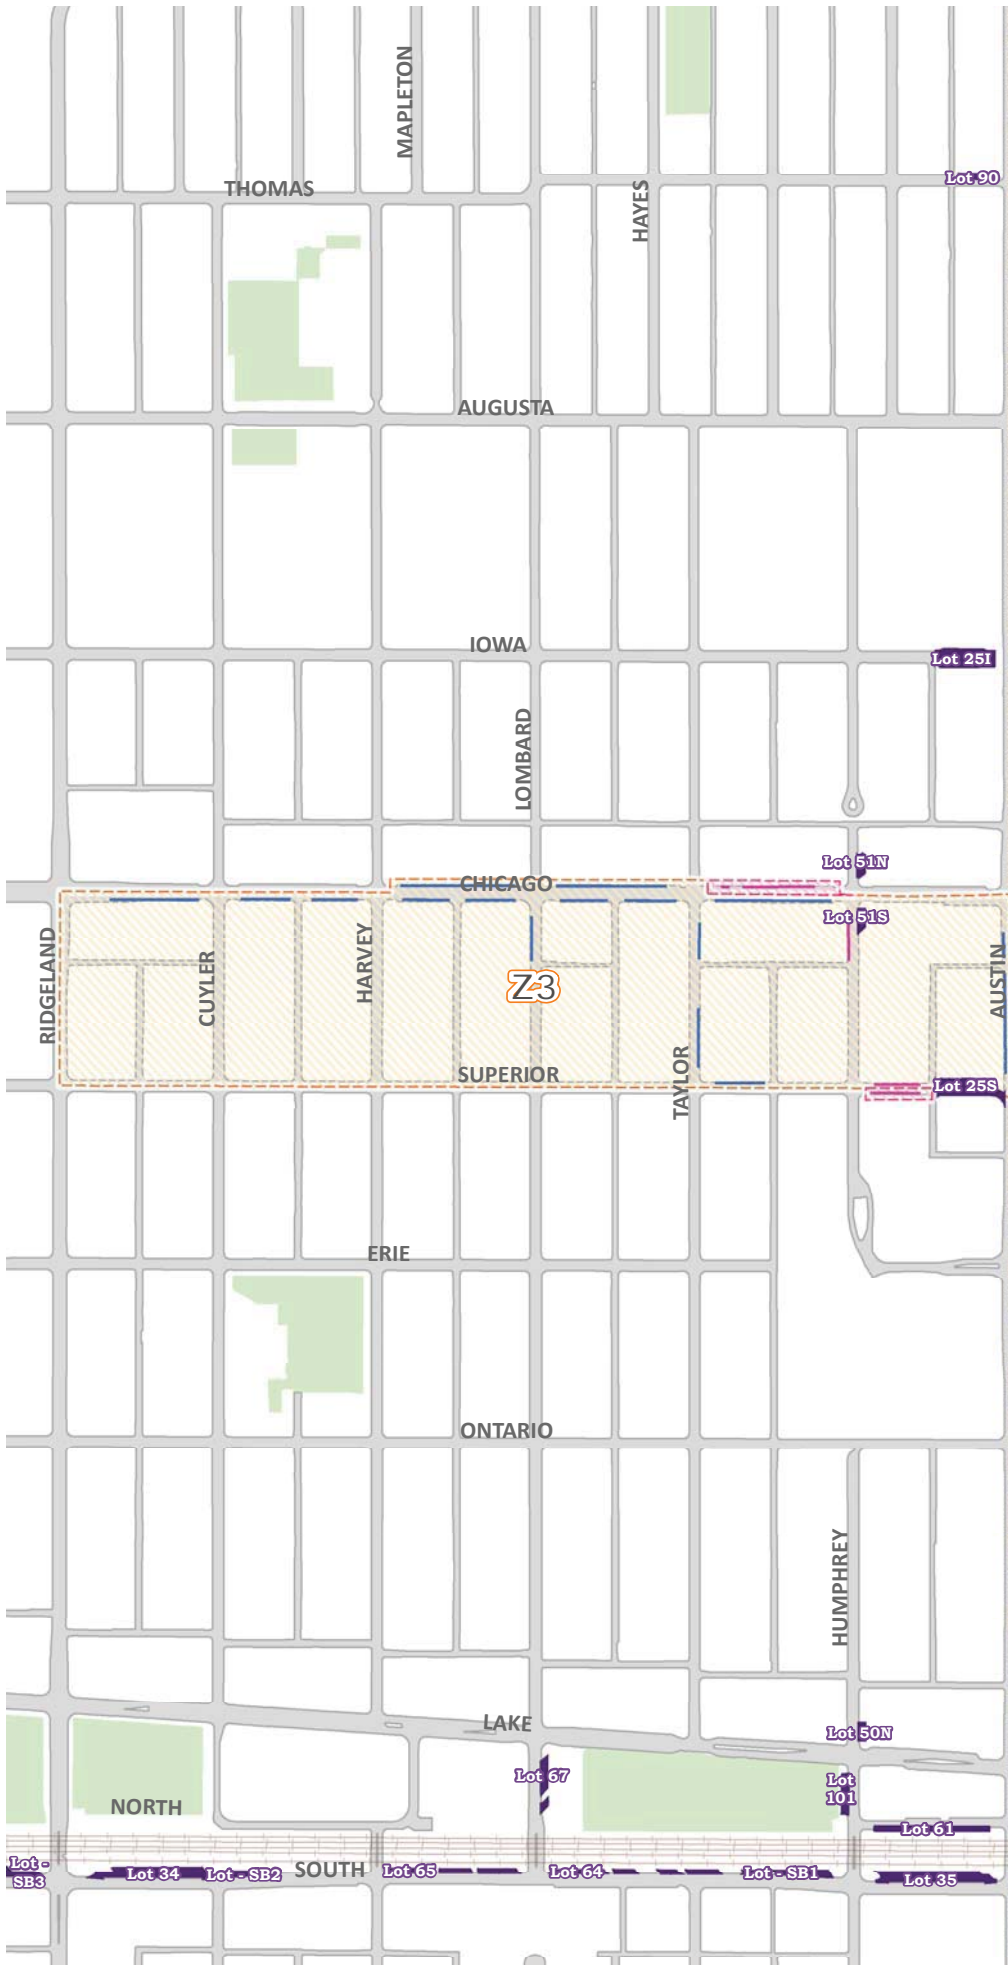 MAPLETON
THOMAS
HAYES
Lot 90
AUGUSTA
IOWA
Lot 25I
LOMBARD
Lot 51N
CHICAGO
Lot 51S
RIDGELAND
CUYLER
HARVEY
Z3
AUSTIN
TAYLOR
SUPERIOR
Lot 25S
ERIE
ONTARIO
HUMPHREY
LAKE
Lot 50N
Lot 67
Lot
101
NORTH
Lot 61
Lot -
SB3
Lot 34
Lot - SB2
SOUTH
Lot 65
Lot 64
Lot - SB1
Lot 35